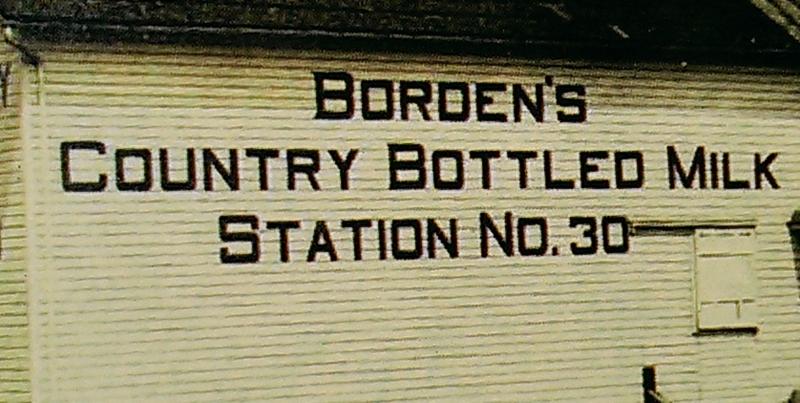 BORDEN'S
COUNTRY BOTTLED MILK
STATION NO. 30